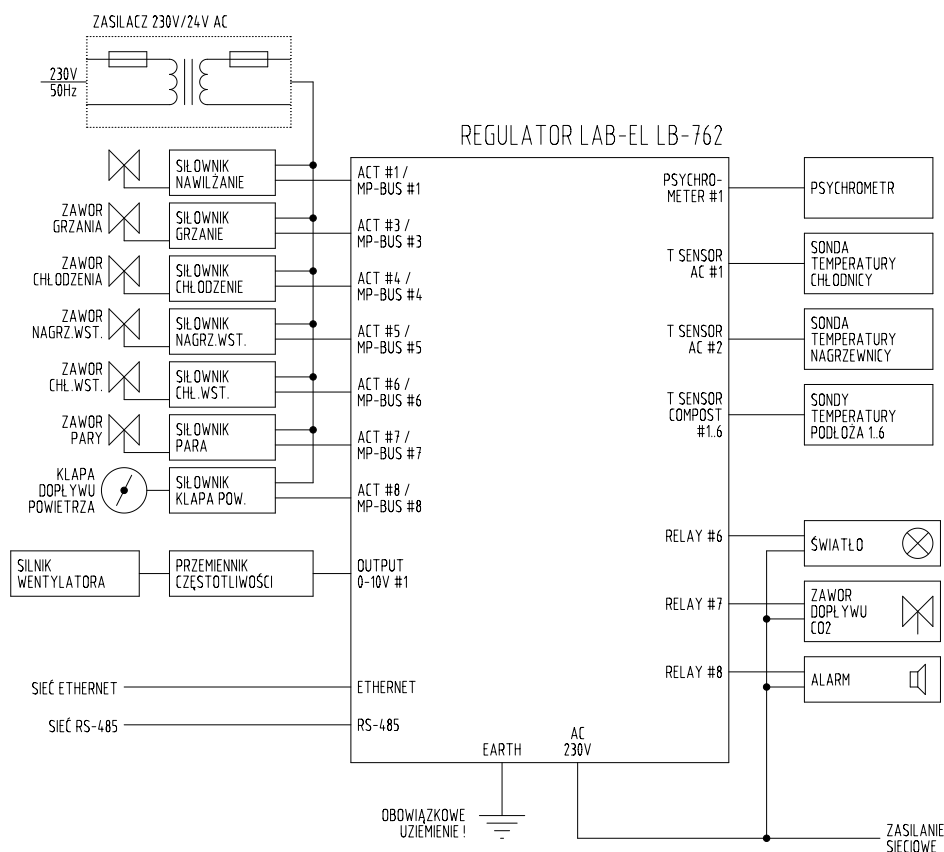 ZASILACZ 230V/24V AC
230V
50Hz
REGULATOR LAB-EL LB-762
SIŁOWNIK
NAWILŻANIE
ACT #1 /
MP-BUS #1
ZAWOR
GRZANIA
SIŁOWNIK
GRZANIE
ACT #3 /
MP-BUS #3
ZAWOR
CHŁODZENIA
SIŁOWNIK
CHŁODZENIE
ACT #4 /
MP-BUS #4
ZAWOR
NAGRZ.WST.
SIŁOWNIK
NAGRZ.WST.
ACT #5 /
MP-BUS #5
ZAWOR
CHŁ.WST.
SIŁOWNIK
CHŁ.WST.
ACT #6 /
MP-BUS #6
ZAWOR
PARY
SIŁOWNIK
PARA
ACT #7 /
MP-BUS #7
KLAPA
DOPŁYWU
POWIETRZA
SIŁOWNIK
KLAPA POW.
ACT #8 /
MP-BUS #8
SILNIK
WENTYLATORA
PRZEMIENNIK
CZĘSTOTLIWOŚCI
OUTPUT
0-10V #1
SIEĆ ETHERNET
ETHERNET
SIEĆ RS-485
RS-485
PSYCHRO-
METER #1
PSYCHROMETR
T SENSOR
AC #1
SONDA
TEMPERATURY
CHŁODNICY
T SENSOR
AC #2
SONDA
TEMPERATURY
NAGRZEWNICY
T SENSOR
COMPOST
#1..6
SONDY
TEMPERATURY
PODŁOŻA 1..6
RELAY #6
ŚWIATŁO
RELAY #7
ZAWOR
DOPŁYWU
CO2
RELAY #8
ALARM
EARTH
AC
230V
OBOWIĄZKOWE
UZIEMIENIE !
ZASILANIE
SIECIOWE